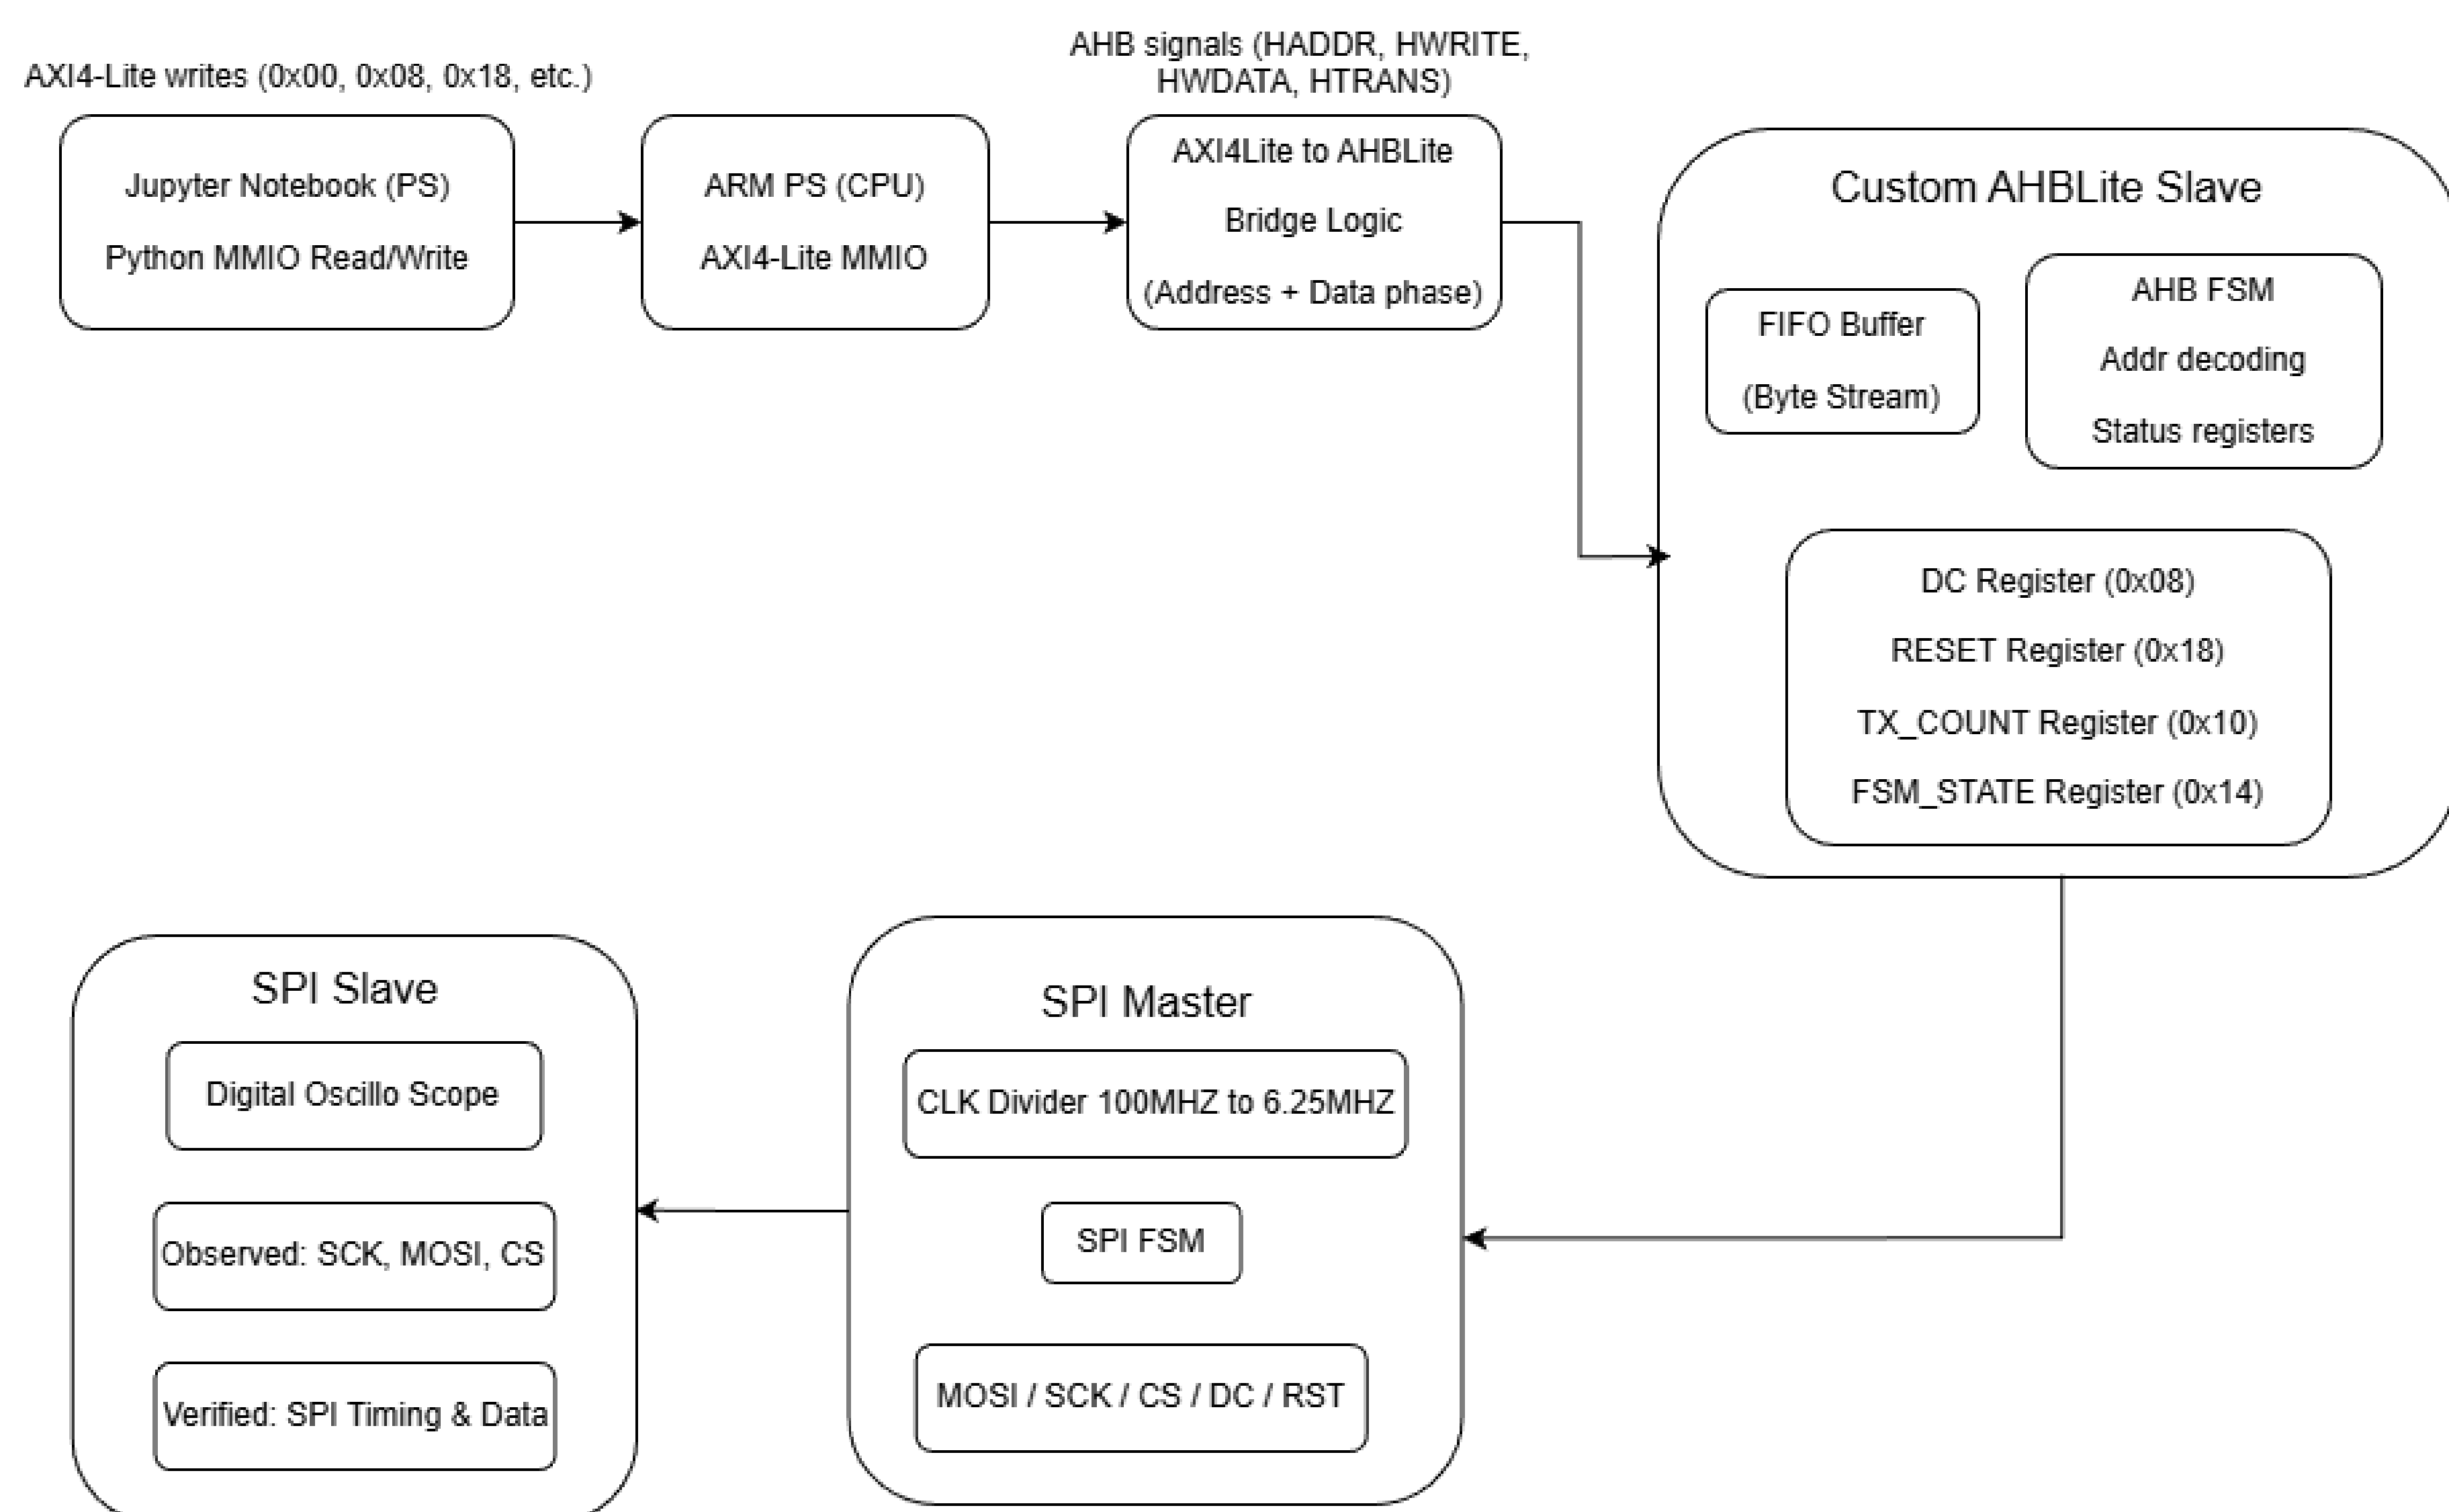 AXI4-Lite writes (0x00, 0x08, 0x18, etc.)
Jupyter Notebook (PS)
Python MMIO Read/Write
ARM PS (CPU)
AXI4-Lite MMIO
AHB signals (HADDR, HWRITE,
HWDATA, HTRANS)
AXI4Lite to AHBLite
Bridge Logic
(Address + Data phase)
Custom AHBLite Slave
FIFO Buffer
(Byte Stream)
AHB FSM
Addr decoding
Status registers
DC Register (0x08)
RESET Register (0x18)
TX_COUNT Register (0x10)
FSM_STATE Register (0x14)
SPI Slave
Digital Oscillo Scope
Observed: SCK, MOSI, CS
Verified: SPI Timing & Data
SPI Master
CLK Divider 100MHZ to 6.25MHZ
SPI FSM
MOSI / SCK / CS / DC / RST